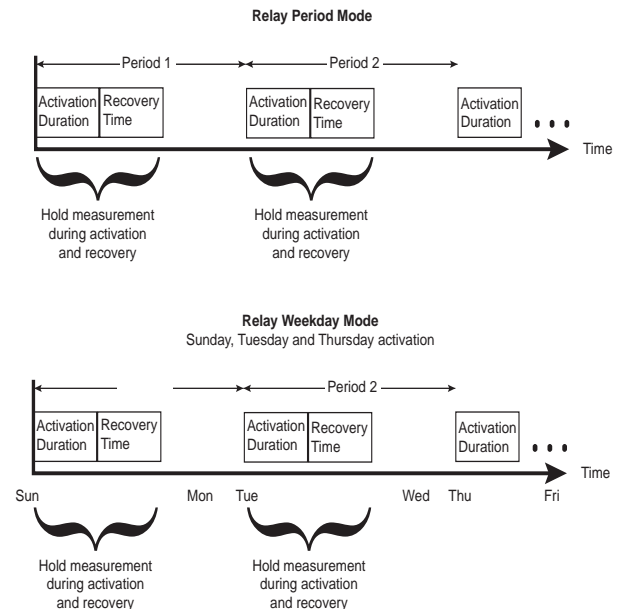 Relay Period Mode
Period 1
Period 2
Activation
Duration
Recovery
Time
Activation
Duration
Recovery
Time
Activation
Duration
Time
Hold measurement
during activation
and recovery
Hold measurement
during activation
and recovery
Relay Weekday Mode
Sunday, Tuesday and Thursday activation
Period 2
Activation
Duration
Recovery
Time
Activation
Duration
Recovery
Time
Activation
Duration
Time
Sun
Mon
Tue
Wed
Thu
Fri
Hold measurement
during activation
and recovery
Hold measurement
during activation
and recovery